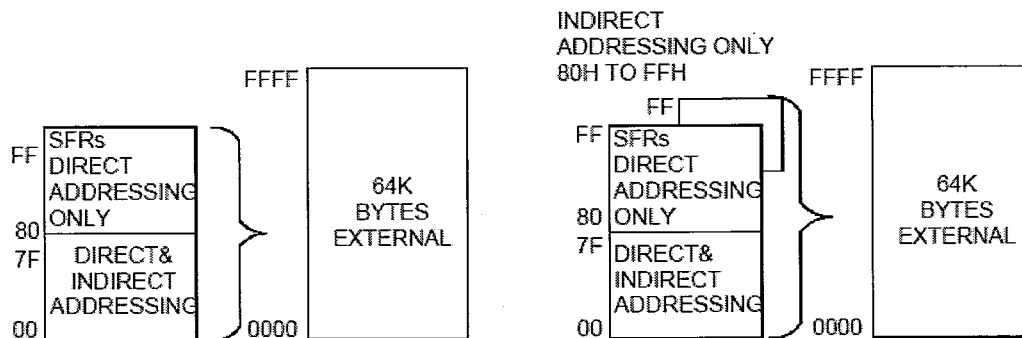 FFFF
FF
SFRs
DIRECT
ADDRESSING
ONLY
80
7F
DIRECT&
INDIRECT
ADDRESSING
00
0000
64K
BYTES
EXTERNAL
INDIRECT
ADDRESSING ONLY
80H TO FFH
FF
FFFF
FF
SFRs
DIRECT
ADDRESSING
ONLY
80
7F
DIRECT&
INDIRECT
ADDRESSING
00
0000
64K
BYTES
EXTERNAL